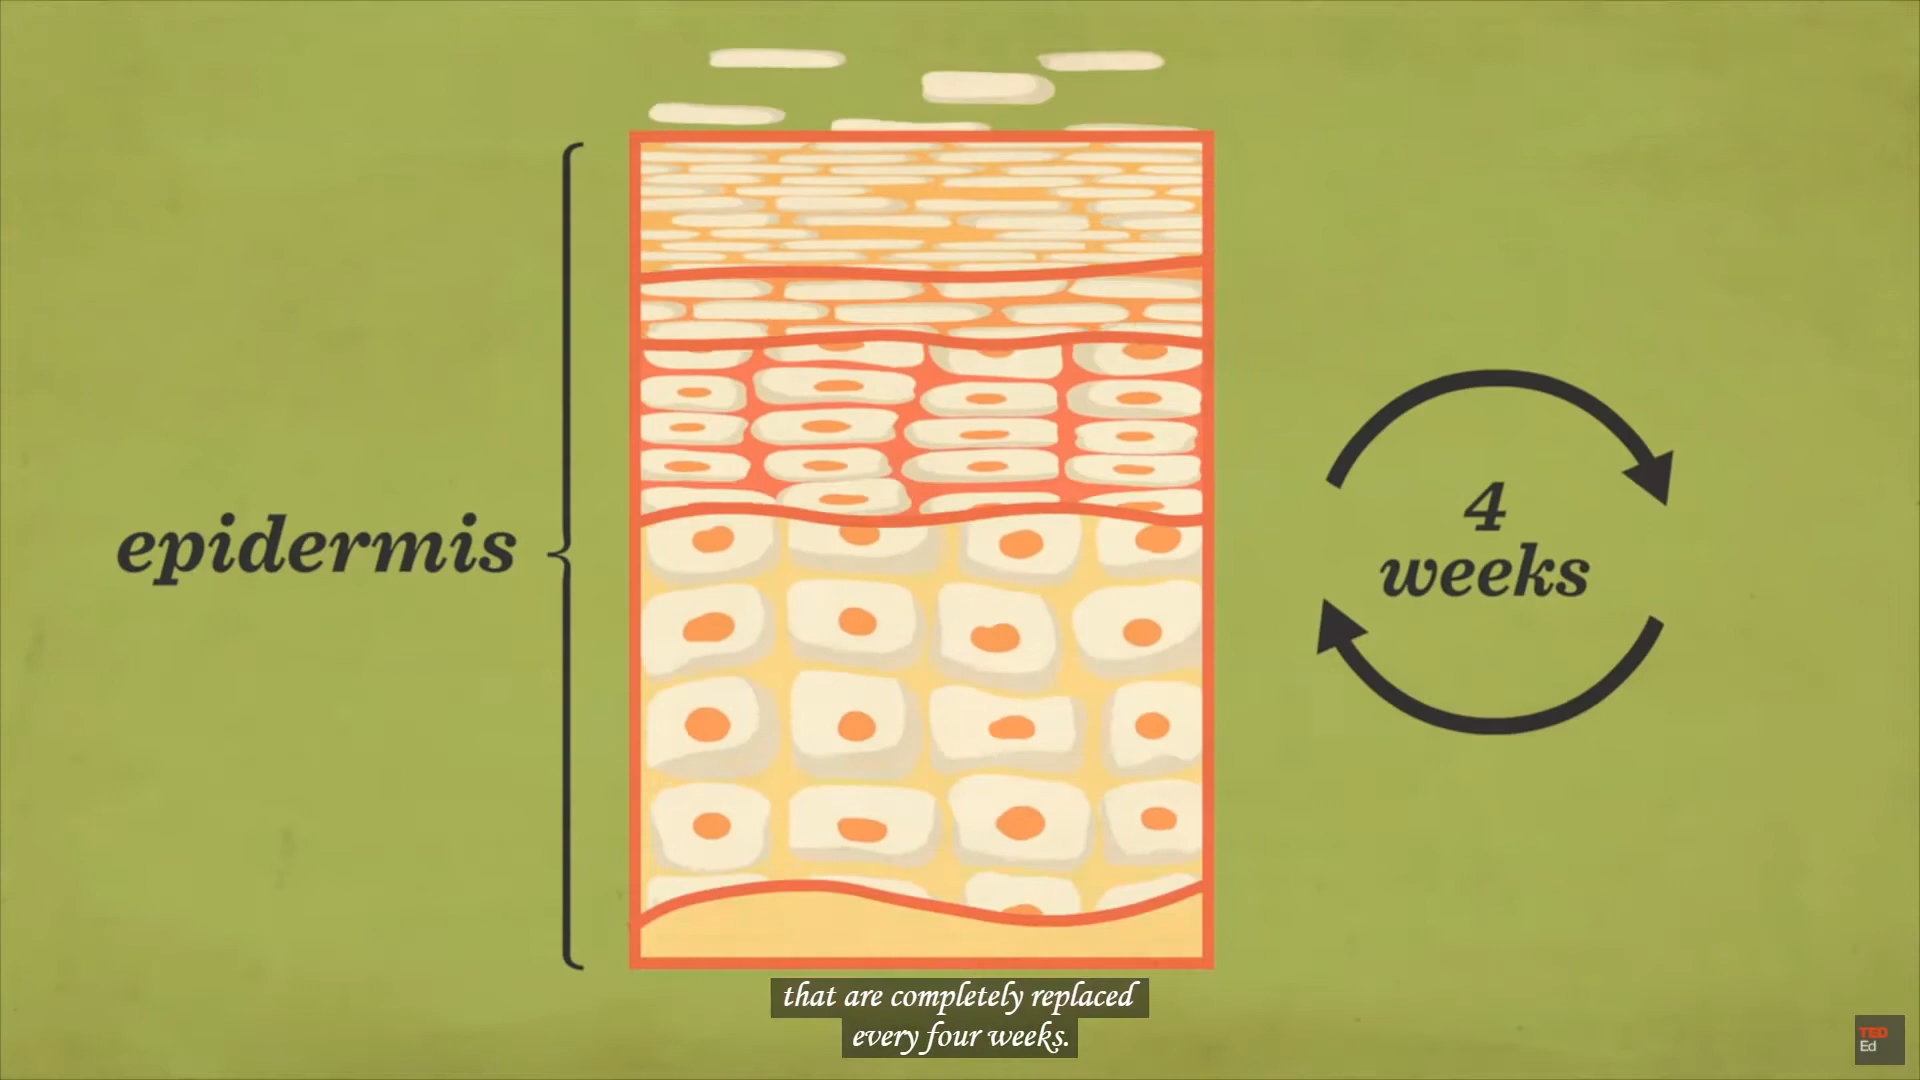 epidermis
4
weeks
that are completely replaced
every four weeks.
TED
Ed